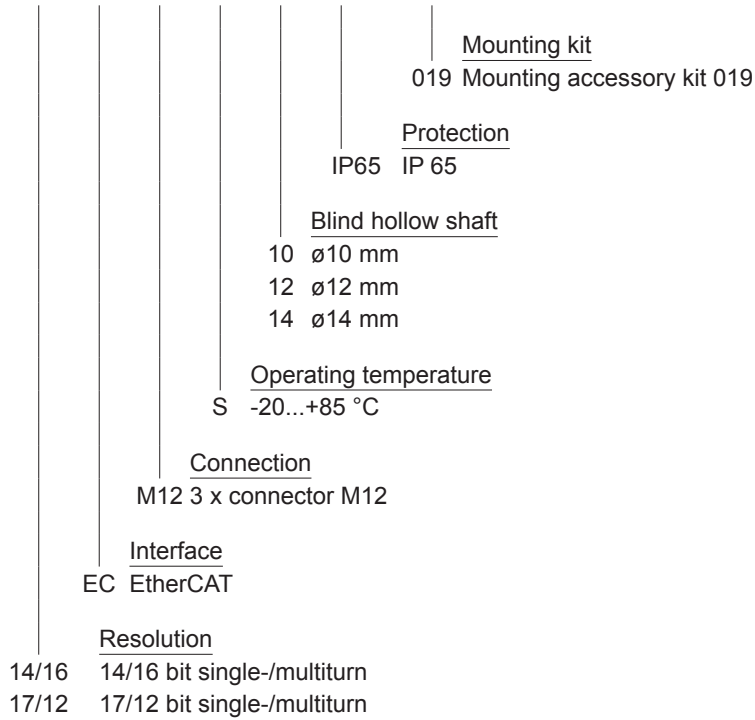 Mounting kit
019 Mounting accessory kit 019
Protection
IP65 IP 65
Blind hollow shaft
10 ø10 mm
12 ø12 mm
14 ø14 mm
Operating temperature
S -20...+85 °C
Connection
M12 3 x connector M12
Interface
EC EtherCAT
Resolution
14/16 14/16 bit single-/multiturn
17/12 17/12 bit single-/multiturn